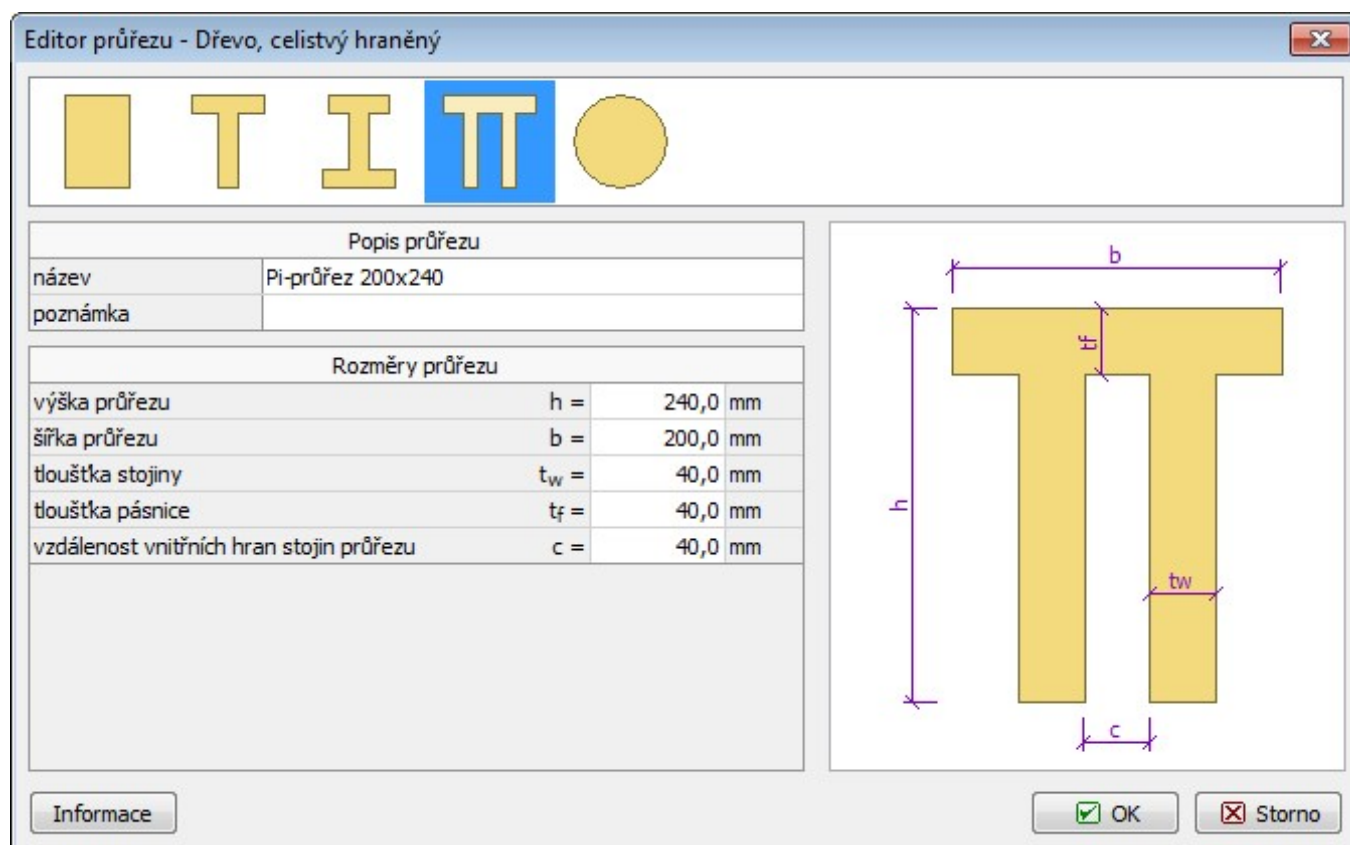 Editor průřezu - Dřevo, celistvý hraněný
Popis průřezu
název Pi-průřez 200x240
poznámka
Rozměry průřezu
výška průřezu h = 240,0 mm
šířka průřezu b = 200,0 mm
tloušťka stojiny tw = 40,0 mm
tloušťka pásnice tf = 40,0 mm
vzdálenost vnitřních hran stojin průřezu c = 40,0 mm
b
tf
h
tw
c
Informace
OK
Storno